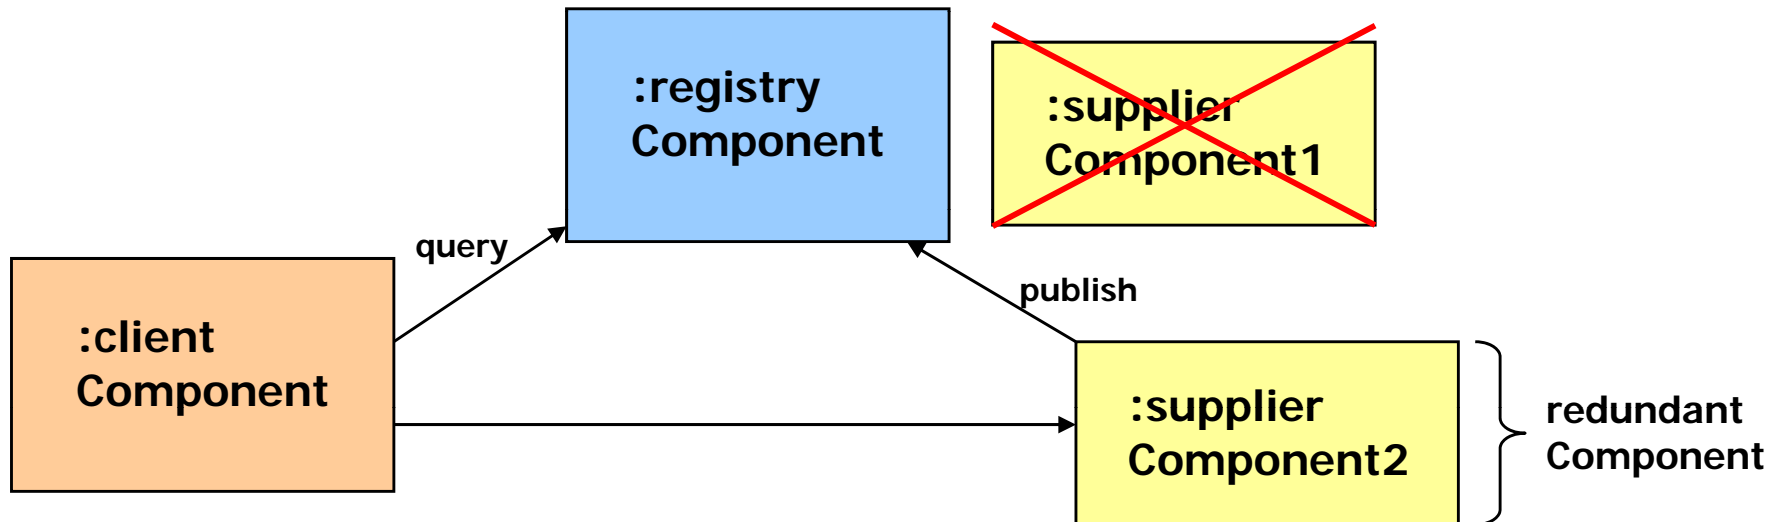 :registry
Component
:supplier
Component1
query
publish
:client
Component
:supplier
Component2
redundant
Component